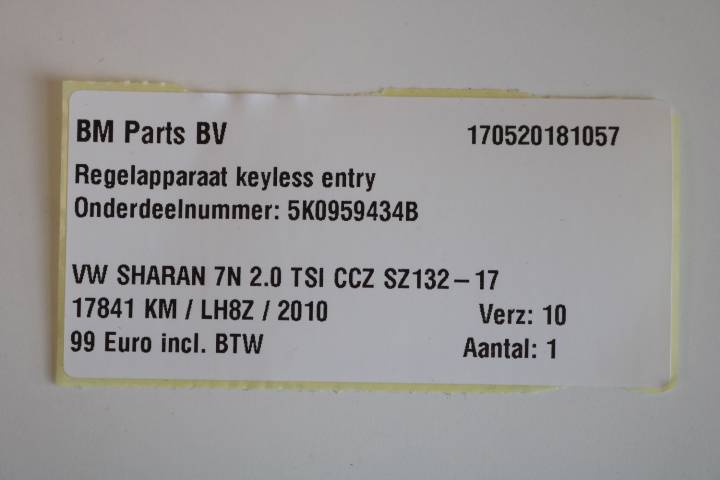 BM Parts BV 170520181057
Regelapparaat keyless entry
Onderdeelnummer: 5K0959434B
VW SHARAN 7N 2.0 TSI CCZ SZ132-17
17841 KM / LH8Z / 2010 Verz: 10
99 Euro incl. BTW Aantal: 1